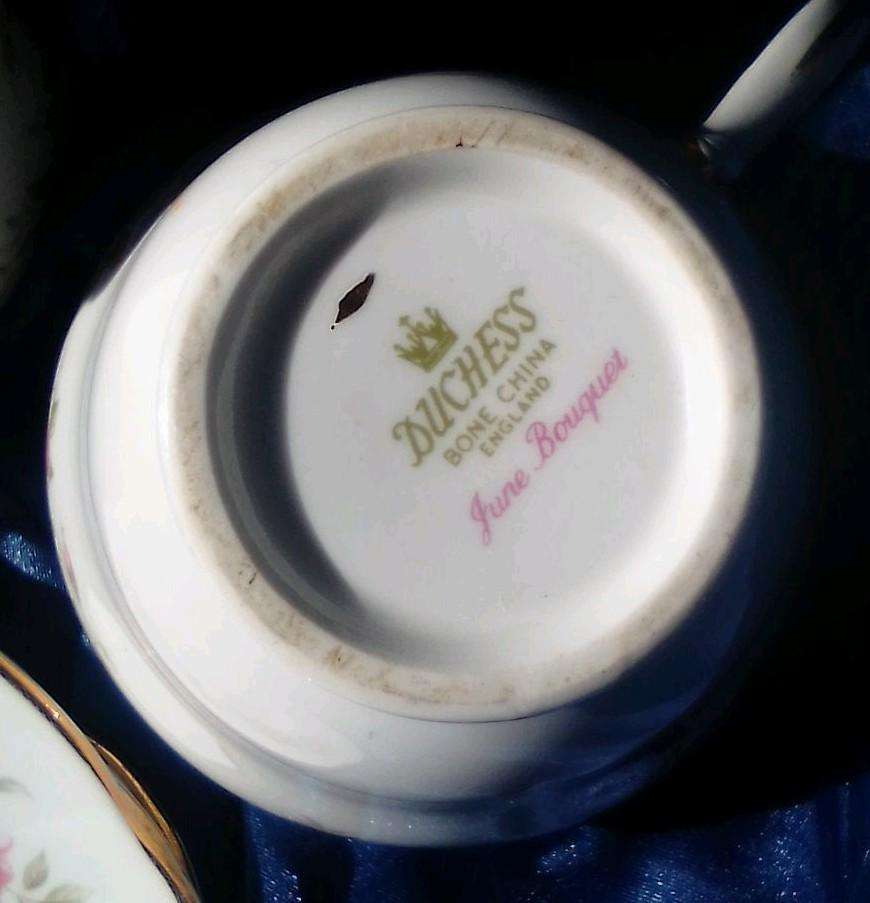 DUCHESS
BONE CHINA
ENGLAND
June Bouquet